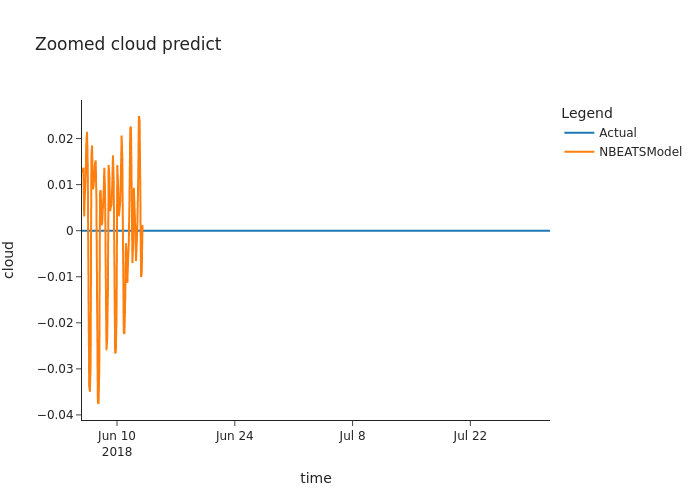 Zoomed cloud predict
Legend
Actual
NBEATSModel
0.02
0.01
0
−0.01
−0.02
−0.03
−0.04
cloud
Jun 10
2018
Jun 24
Jul 8
Jul 22
time